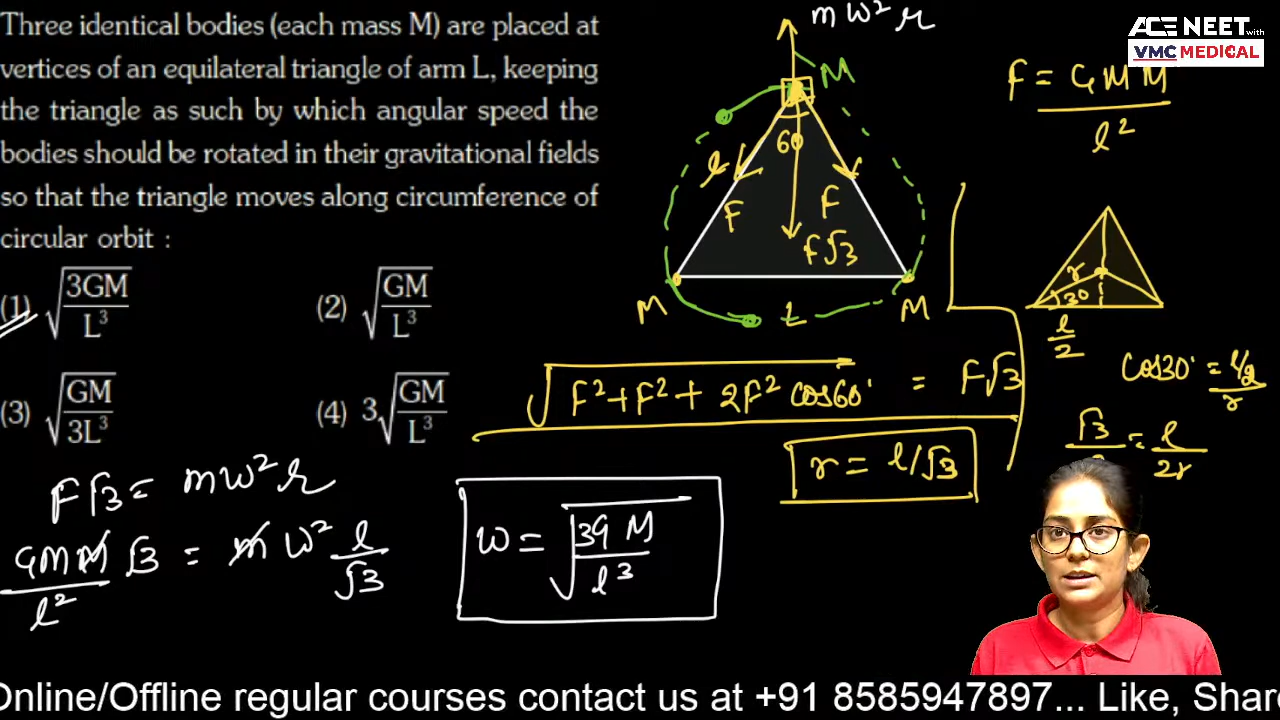 Three identical bodies (each mass M) are placed at
vertices of an equilateral triangle of arm L, keeping
the triangle as such by which angular speed the
bodies should be rotated in their gravitational fields
so that the triangle moves along circumference of
circular orbit :
(1) √(3GM/L³)
(2) √(GM/L³)
(3) √(GM/3L³)
(4) 3√(GM/L³)
mω²r
M
60
l
F
F
F√3
M
L
M
F = GMM/l²
r
30
l/2
cos30° = (l/2)/r
√3/2 = l/2r
√(F²+F²+2F²cos60°) = F√3
r = l/√3
F√3 = mω²r
GMM/l² √3 = mω² l/√3
ω = √(3GM/l³)
ACE NEET with
VMC MEDICAL
Online/Offline regular courses contact us at +91 8585947897... Like, Shar